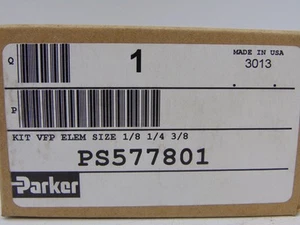 Q 1 MADE IN USA
3013
P
KIT VFP ELEM SIZE 1/8 1/4 3/8
PS577801
Parker